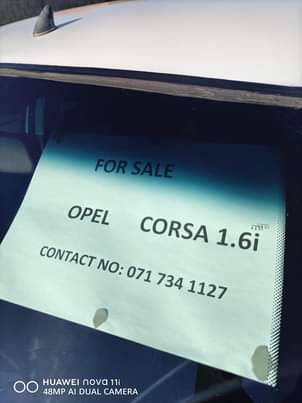 FOR SALE
OPEL CORSA 1.6i
CONTACT NO: 071 734 1127
HUAWEI nova 11i
48MP AI DUAL CAMERA